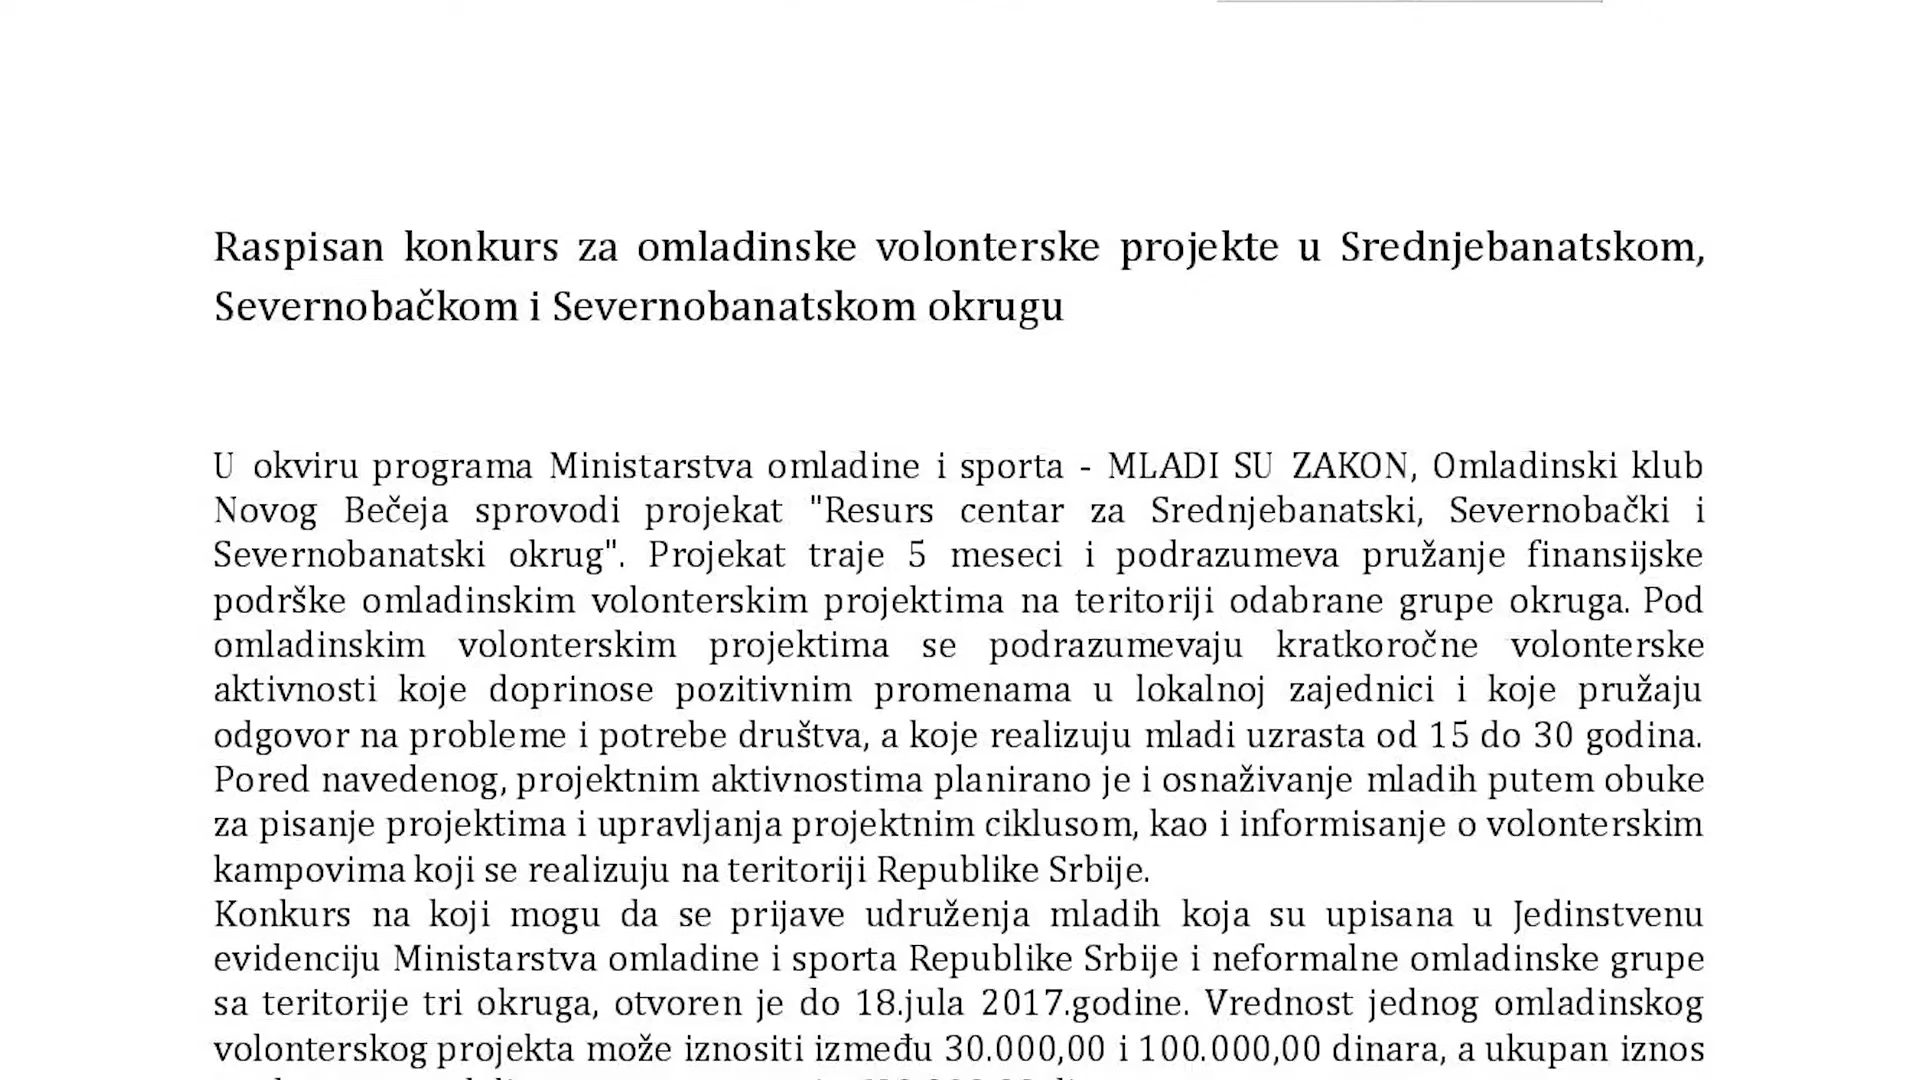 Raspisan konkurs za omladinske volonterske projekte u Srednjebanatskom,
Severnobačkom i Severnobanatskom okrugu
U okviru programa Ministarstva omladine i sporta - MLADI SU ZAKON, Omladinski klub
Novog Bečeja sprovodi projekat "Resurs centar za Srednjebanatski, Severnobački i
Severnobanatski okrug". Projekat traje 5 meseci i podrazumeva pružanje finansijske
podrške omladinskim volonterskim projektima na teritoriji odabrane grupe okruga. Pod
omladinskim volonterskim projektima se podrazumevaju kratkoročne volonterske
aktivnosti koje doprinose pozitivnim promenama u lokalnoj zajednici i koje pružaju
odgovor na probleme i potrebe društva, a koje realizuju mladi uzrasta od 15 do 30 godina.
Pored navedenog, projektnim aktivnostima planirano je i osnaživanje mladih putem obuke
za pisanje projektima i upravljanja projektnim ciklusom, kao i informisanje o volonterskim
kampovima koji se realizuju na teritoriji Republike Srbije.
Konkurs na koji mogu da se prijave udruženja mladih koja su upisana u Jedinstvenu
evidenciju Ministarstva omladine i sporta Republike Srbije i neformalne omladinske grupe
sa teritorije tri okruga, otvoren je do 18.jula 2017.godine. Vrednost jednog omladinskog
volonterskog projekta može iznositi između 30.000,00 i 100.000,00 dinara, a ukupan iznos